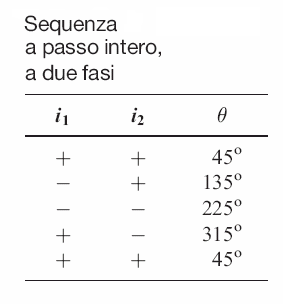 Sequenza
a passo intero,
a due fasi
i₁ i₂ θ
+ + 45°
− + 135°
− − 225°
+ − 315°
+ + 45°